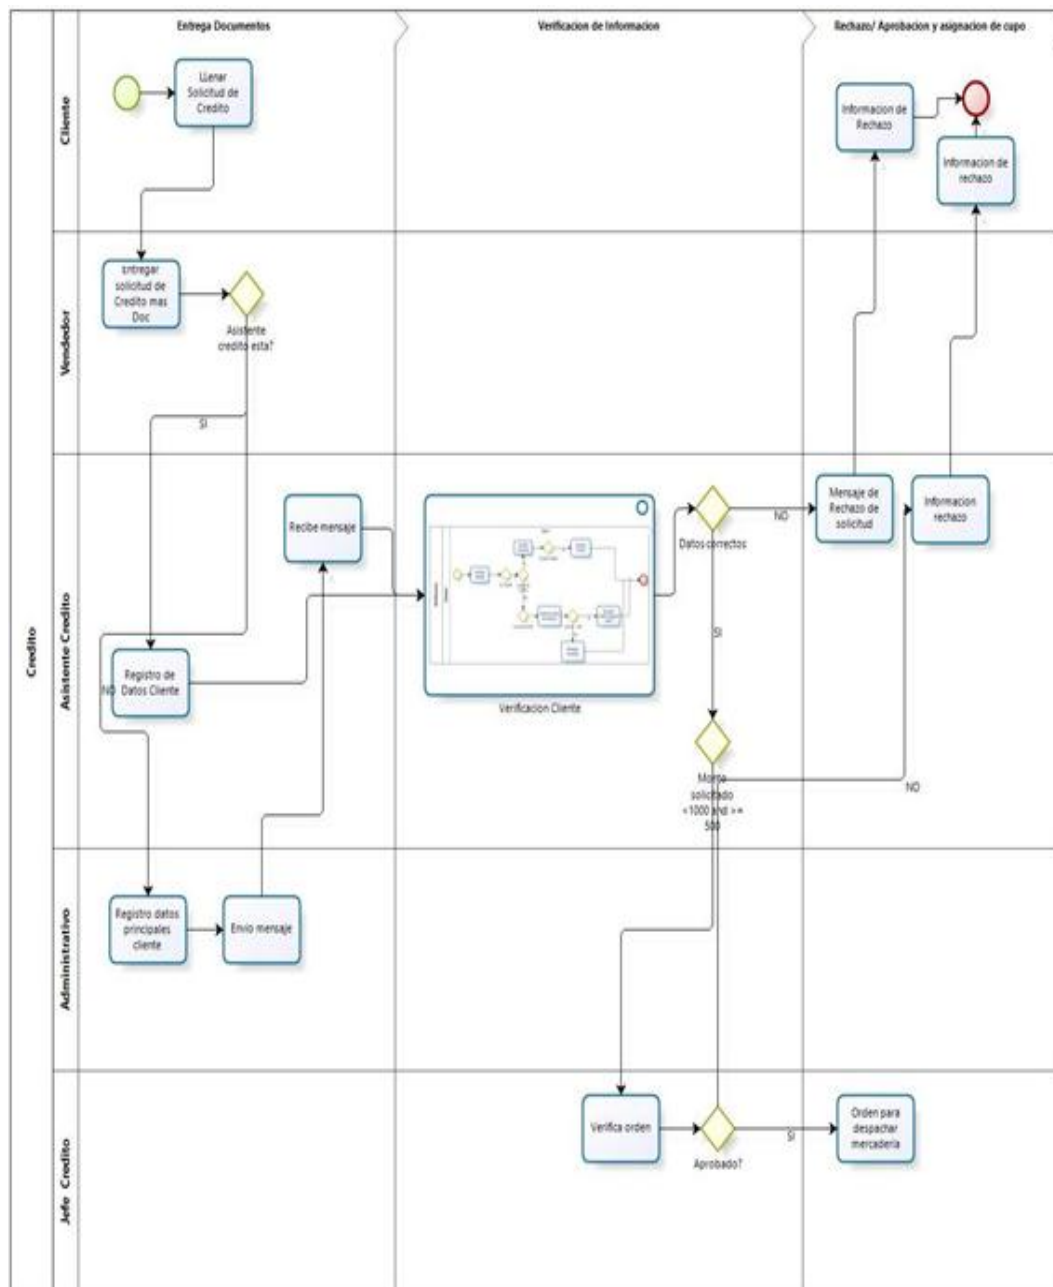 Entrega Documentos
Verificacion de Informacion
Rechazo/ Aprobacion y asignacion de cupo
Credito
Cliente
LLenar
Solicitud de
Credito
Informacion de
Rechazo
Informacion de
rechazo
Vendedor
Entregar
solicitud de
Credito mas
Doc
Asistente
credito esta?
SI
Asistente Credito
Recibe mensaje
Datos correctos
NO
Mensaje de
Rechazo de
solicitud
Informacion
rechazo
SI
Registro de
Datos Cliente
NO
Verificacion Cliente
Monto
solicitado
<1000 and >=
500
NO
Administrativo
Registro datos
principales
cliente
Envio mensaje
Jefe Credito
Verifica orden
Aprobado?
SI
Orden para
despachar
mercaderia